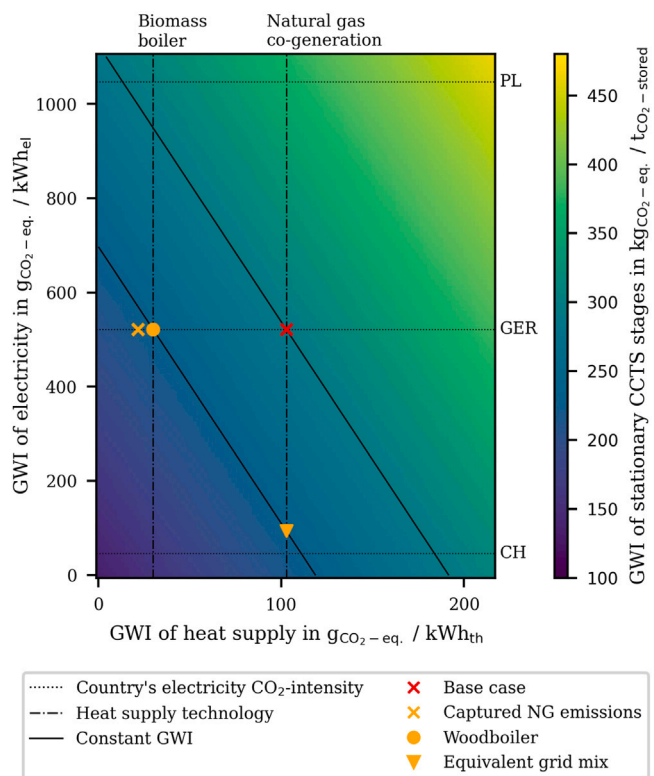 Biomass
boiler
Natural gas
co-generation
1000
800
600
400
200
0
GWI of electricity in gCO₂−eq. / kWhel
0
100
200
GWI of heat supply in gCO₂−eq. / kWhth
PL
GER
CH
450
400
350
300
250
200
150
100
GWI of stationary CCTS stages in kgCO₂−eq. / tCO₂−stored
Country's electricity CO₂-intensity
Heat supply technology
Constant GWI
Base case
Captured NG emissions
Woodboiler
Equivalent grid mix